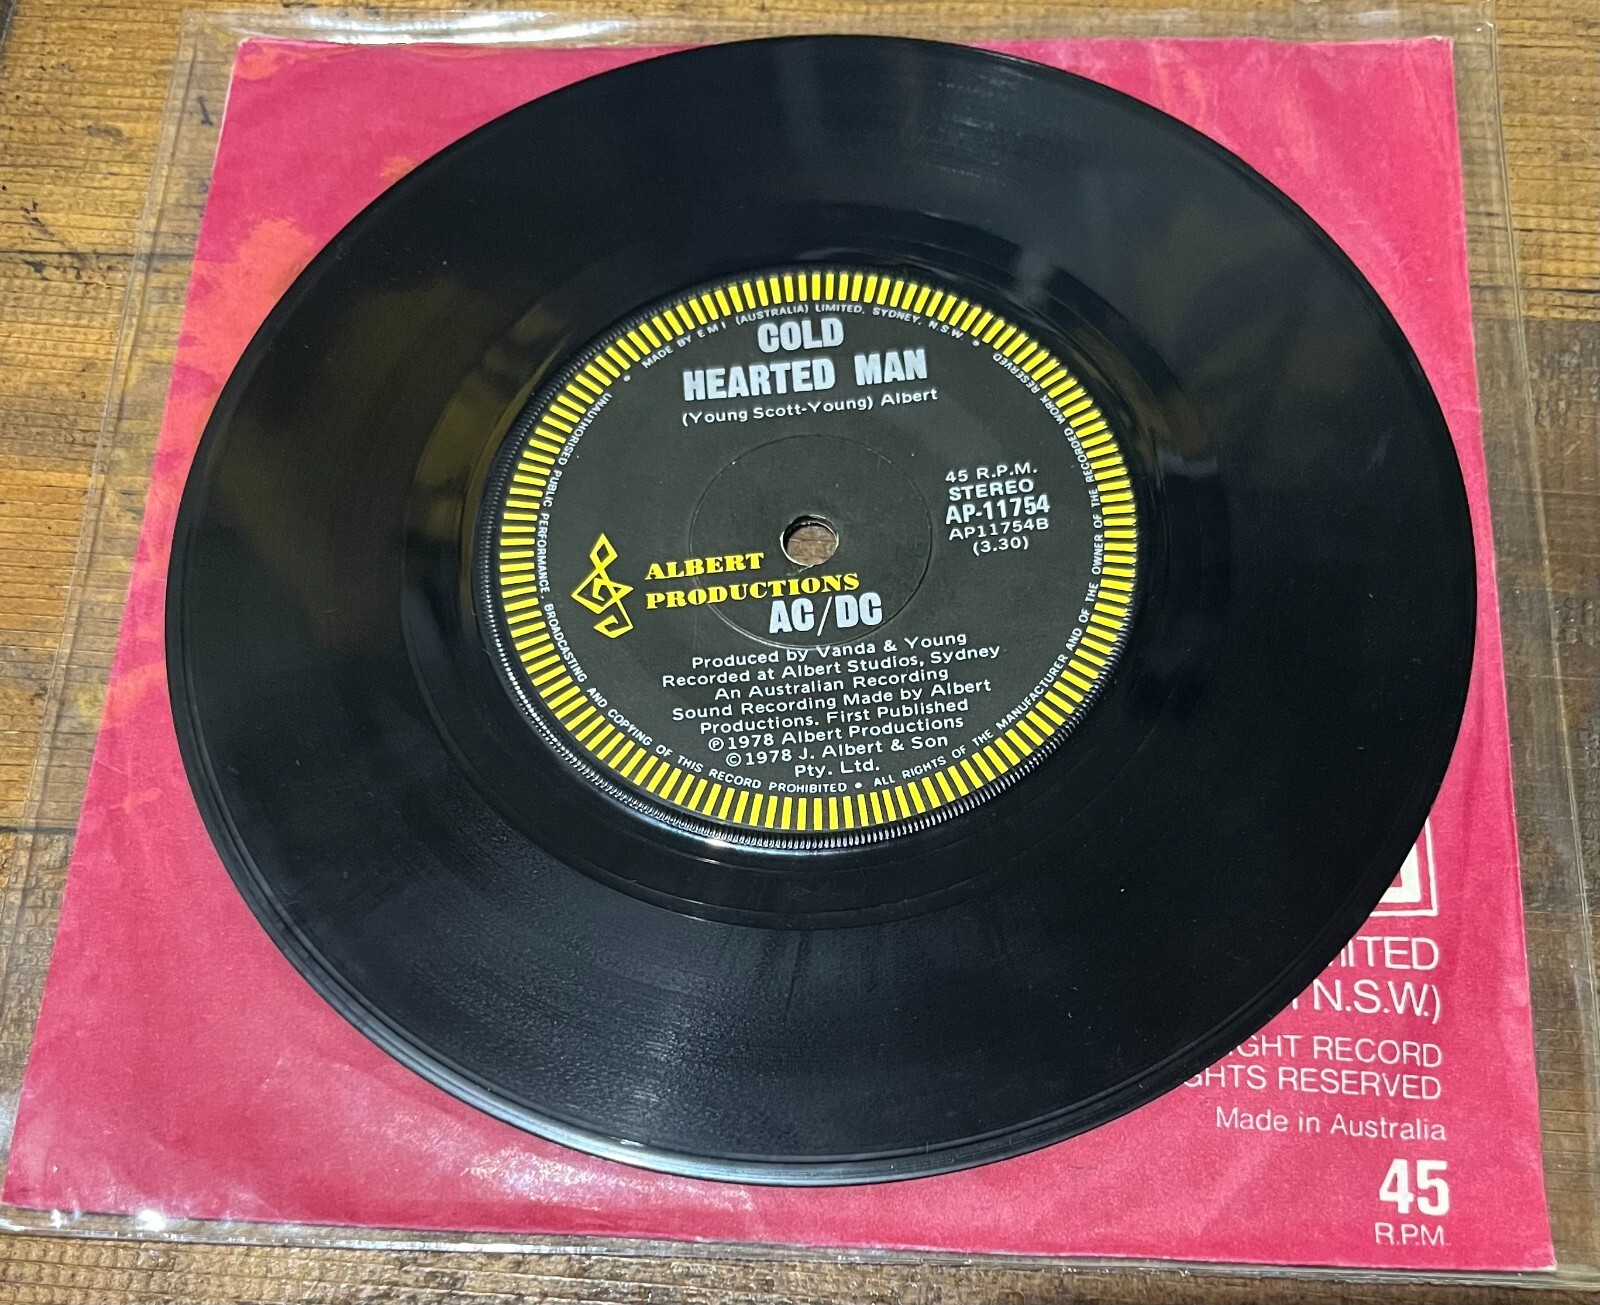 MADE BY EMI (AUSTRALIA) LIMITED, SYDNEY, N.S.W.
COLD
HEARTED MAN
(Young Scott-Young) Albert
45 R.P.M.
STEREO
AP-11754
AP11754B
(3.30)
ALBERT
PRODUCTIONS
AC/DC
Produced by Vanda & Young
Recorded at Albert Studios, Sydney
An Australian Recording
Sound Recording Made by Albert
Productions. First Published
℗1978 Albert Productions
©1978 J. Albert & Son
Pty. Ltd.
UNAUTHORISED PUBLIC PERFORMANCE, BROADCASTING AND COPYING OF THIS RECORD PROHIBITED • ALL RIGHTS OF THE MANUFACTURER AND OF THE OWNER OF THE RECORDED WORK RESERVED
MITED
N.S.W.)
GHT RECORD
GHTS RESERVED
Made in Australia
45
R.P.M.